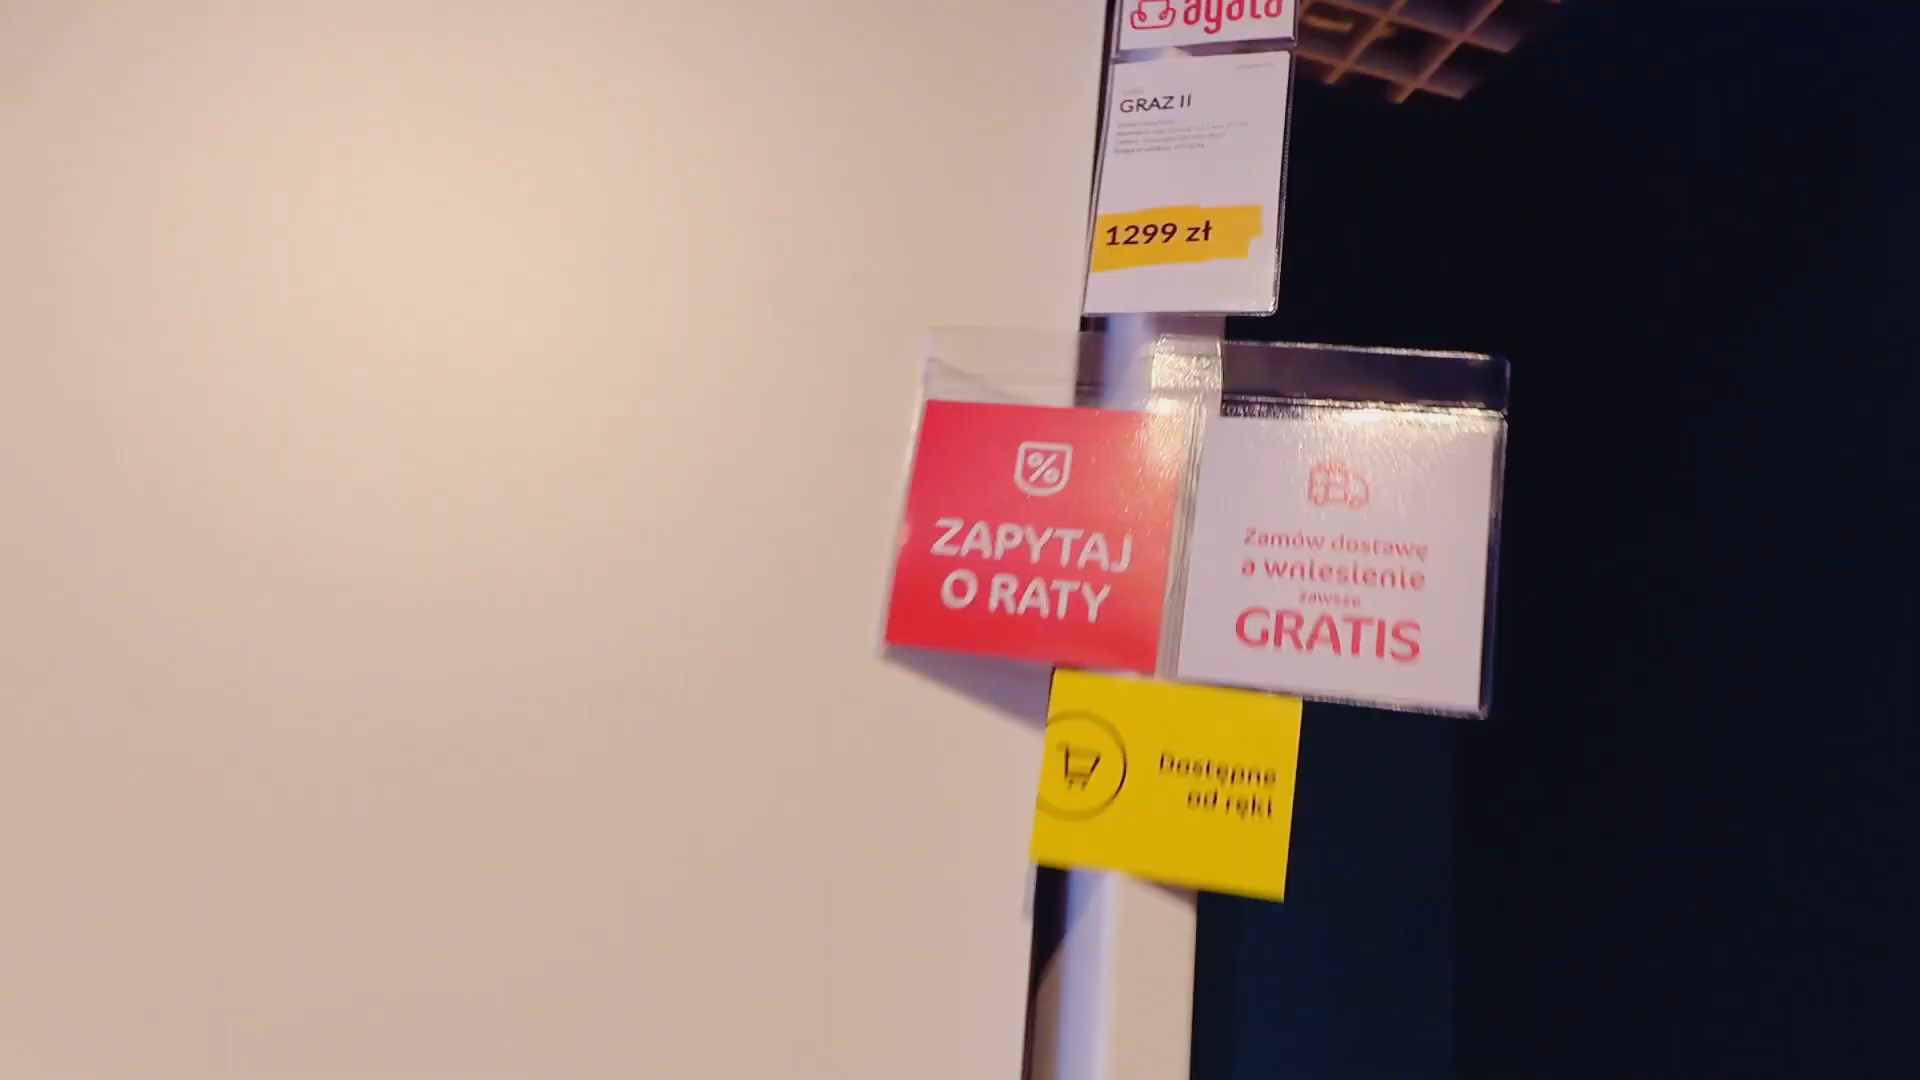 agata
GRAZ II
1299 zł
%
ZAPYTAJ
O RATY
Zamów dostawę
a wniesienie
zawsze
GRATIS
Dostępne
od ręki